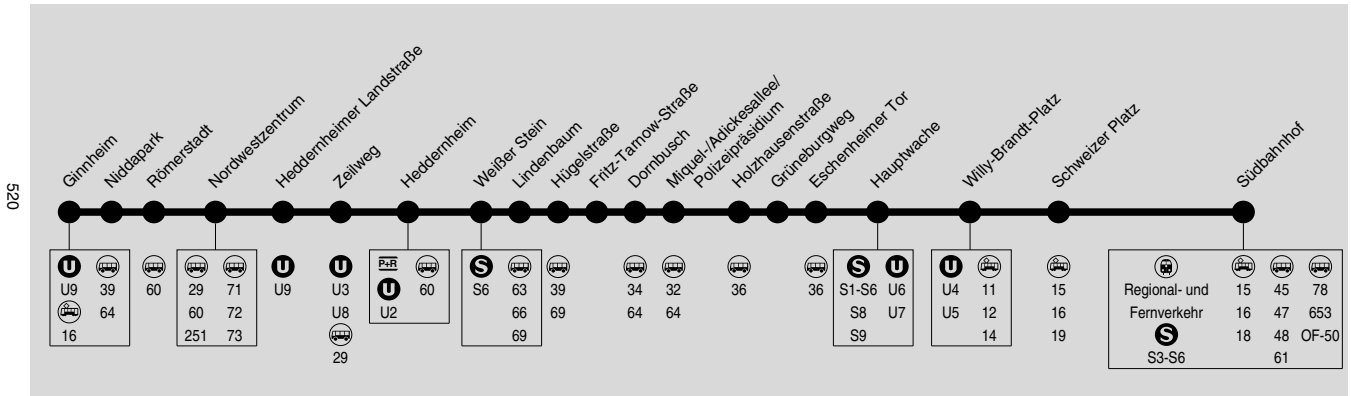 520
Ginnheim
Niddapark
Römerstadt
Nordwestzentrum
Heddernheimer Landstraße
Zeilweg
Heddernheim
Weißer Stein
Lindenbaum
Hügelstraße
Fritz-Tarnow-Straße
Dornbusch
Miquel-/Adickesallee/
Polizeipräsidium
Holzhausenstraße
Grüneburgweg
Eschenheimer Tor
Hauptwache
Willy-Brandt-Platz
Schweizer Platz
Südbahnhof
U
U9
16
39
64
60
29
60
251
71
72
73
U
U9
U
U3
U8
29
P+R
U
U2
60
S
S6
63
66
69
39
69
34
64
32
64
36
36
S
S1-S6
S8
S9
U
U6
U7
U
U4
U5
11
12
14
15
16
19
Regional- und
Fernverkehr
S
S3-S6
15
16
18
45
47
48
61
78
653
OF-50